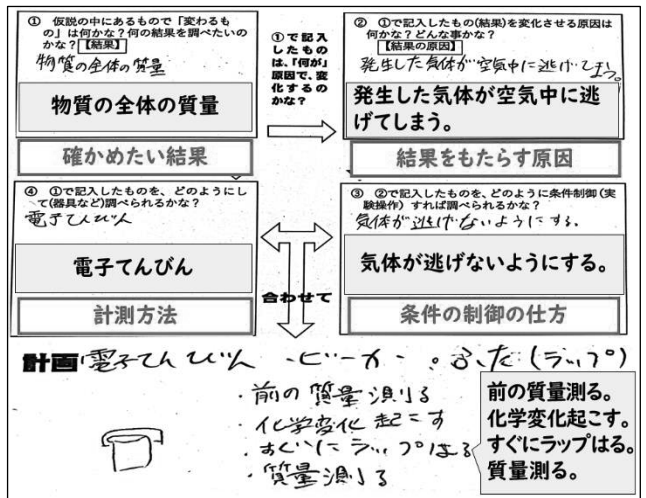 ① 仮説の中にあるもので「変わるも
の」は何かな？何の結果を調べたいの
かな？【結果】
物質の全体の質量
物質の全体の質量
確かめたい結果
①で記入
したもの
は、「何が」
原因で、変
化するの
かな？
② ①で記入したもの(結果)を変化させる原因は
何かな？どんな事かな？
【結果の原因】
発生した気体が空気中に逃げてしまう。
発生した気体が空気中に逃
げてしまう。
結果をもたらす原因
④ ①で記入したものを、どのようにし
て(器具など)調べられるかな？
電子てんびん
電子てんびん
計測方法
③ ②で記入したものを、どのように条件制御(実
験操作)すれば調べられるかな？
気体が逃げないようにする。
気体が逃げないようにする。
条件の制御の仕方
合わせて
計画 電子てんびん ・ビーカー 。ふた(ラップ)
・前の質量測る
・化学変化起こす
・すぐにラップはる
・質量測る
前の質量測る。
化学変化起こす。
すぐにラップはる。
質量測る。